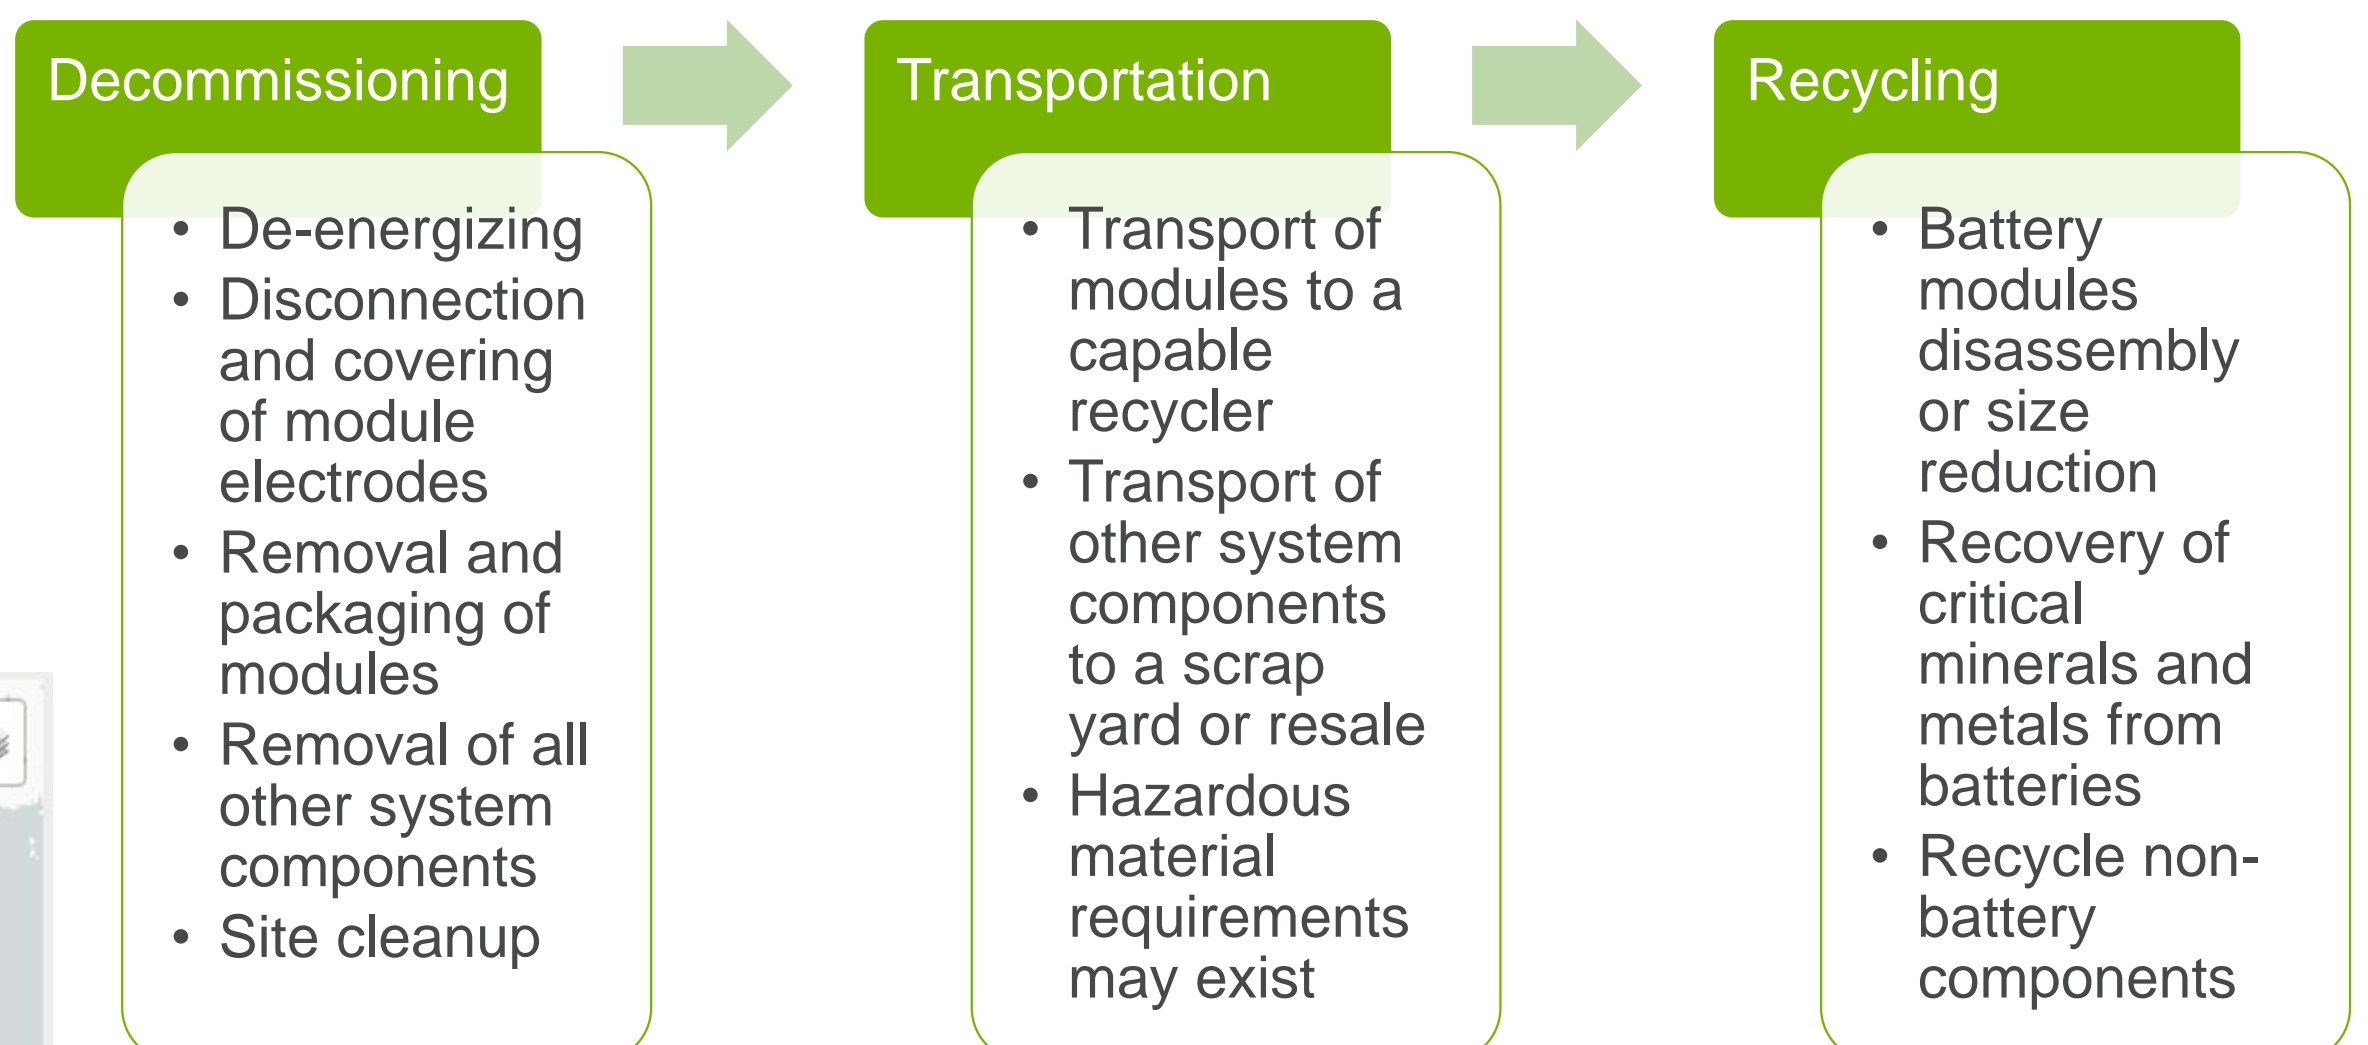 Decommissioning
• De-energizing
• Disconnection
and covering
of module
electrodes
• Removal and
packaging of
modules
• Removal of all
other system
components
• Site cleanup
Transportation
• Transport of
modules to a
capable
recycler
• Transport of
other system
components
to a scrap
yard or resale
• Hazardous
material
requirements
may exist
Recycling
• Battery
modules
disassembly
or size
reduction
• Recovery of
critical
minerals and
metals from
batteries
• Recycle non-
battery
components